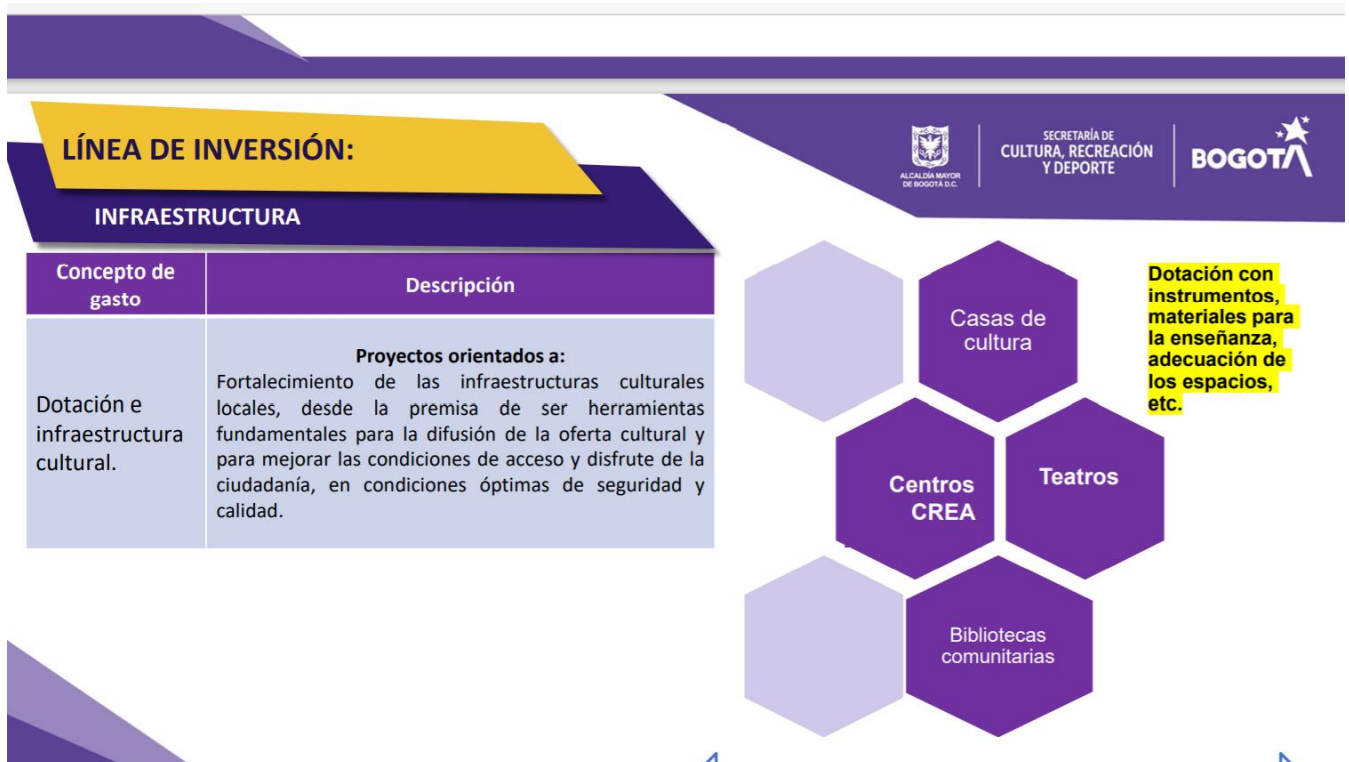 LÍNEA DE INVERSIÓN:
INFRAESTRUCTURA
ALCALDÍA MAYOR
DE BOGOTÁ D.C.
SECRETARÍA DE
CULTURA, RECREACIÓN
Y DEPORTE
BOGOTÁ
Concepto de
gasto
Descripción
Dotación e
infraestructura
cultural.
Proyectos orientados a:
Fortalecimiento de las infraestructuras culturales
locales, desde la premisa de ser herramientas
fundamentales para la difusión de la oferta cultural y
para mejorar las condiciones de acceso y disfrute de la
ciudadanía, en condiciones óptimas de seguridad y
calidad.
Casas de
cultura
Dotación con
instrumentos,
materiales para
la enseñanza,
adecuación de
los espacios,
etc.
Centros
CREA
Teatros
Bibliotecas
comunitarias